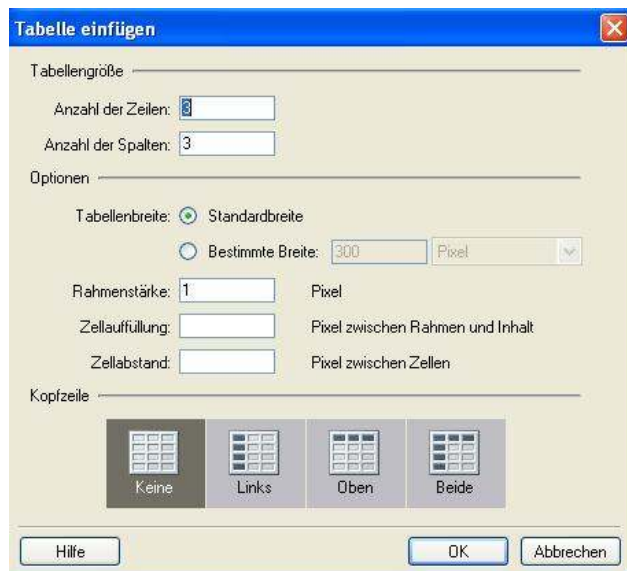 Tabelle einfügen
Tabellengröße
Anzahl der Zeilen: 3
Anzahl der Spalten: 3
Optionen
Tabellenbreite: Standardbreite
Bestimmte Breite: 300 Pixel
Rahmenstärke: 1 Pixel
Zellauffüllung: Pixel zwischen Rahmen und Inhalt
Zellabstand: Pixel zwischen Zellen
Kopfzeile
Keine Links Oben Beide
Hilfe OK Abbrechen